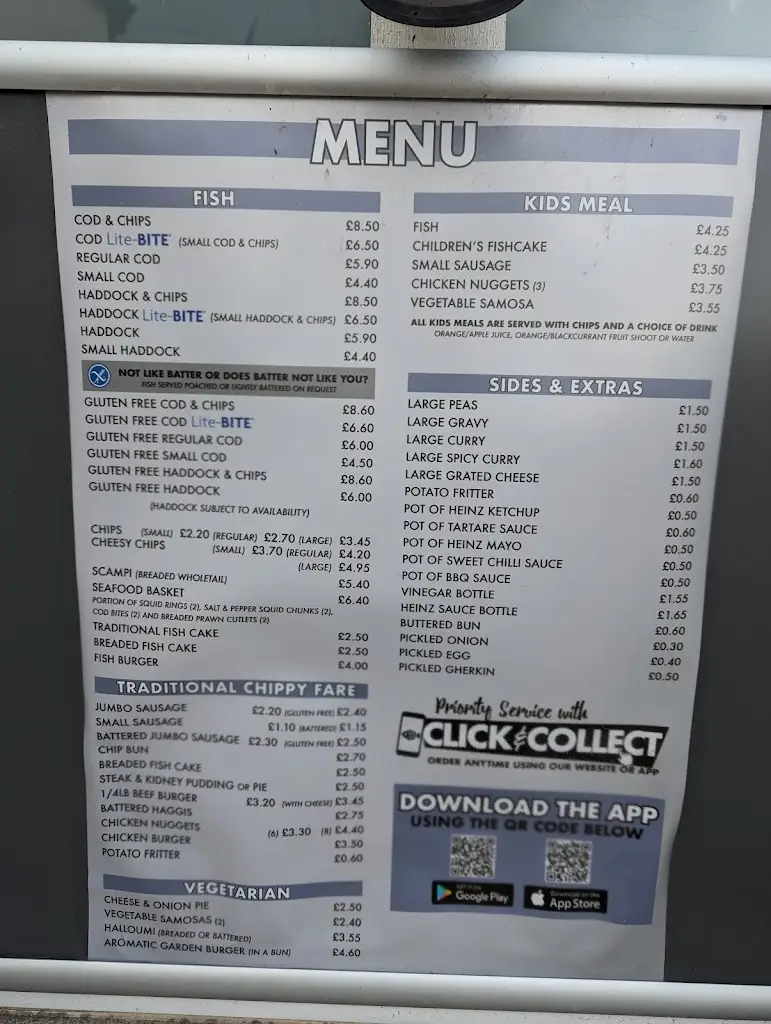 MENU
FISH
COD & CHIPS £8.50
COD Lite-BITE (SMALL COD & CHIPS) £6.50
REGULAR COD £5.90
SMALL COD £4.40
HADDOCK & CHIPS £8.50
HADDOCK Lite-BITE (SMALL HADDOCK & CHIPS) £6.50
HADDOCK £5.90
SMALL HADDOCK £4.40
NOT LIKE BATTER OR DOES BATTER NOT LIKE YOU?
FISH SERVED POACHED OR LIGHTLY BATTERED ON REQUEST
GLUTEN FREE COD & CHIPS £8.60
GLUTEN FREE COD Lite-BITE £6.60
GLUTEN FREE REGULAR COD £6.00
GLUTEN FREE SMALL COD £4.50
GLUTEN FREE HADDOCK & CHIPS £8.60
GLUTEN FREE HADDOCK £6.00
(HADDOCK SUBJECT TO AVAILABILITY)
CHIPS (SMALL) £2.20 (REGULAR) £2.70 (LARGE) £3.45
CHEESY CHIPS (SMALL) £3.70 (REGULAR) £4.20
(LARGE) £4.95
SCAMPI (BREADED WHOLETAIL) £5.40
SEAFOOD BASKET £6.40
PORTION OF SQUID RINGS (2), SALT & PEPPER SQUID CHUNKS (2),
COD BITES (2) AND BREADED PRAWN CUTLETS (2)
TRADITIONAL FISH CAKE £2.50
BREADED FISH CAKE £2.50
FISH BURGER £4.00
TRADITIONAL CHIPPY FARE
JUMBO SAUSAGE £2.20 (GLUTEN FREE) £2.40
SMALL SAUSAGE £1.10 (BATTERED) £1.15
BATTERED JUMBO SAUSAGE £2.30 (GLUTEN FREE) £2.50
CHIP BUN £2.70
BREADED FISH CAKE £2.50
STEAK & KIDNEY PUDDING OR PIE £2.50
1/4LB BEEF BURGER £3.20 (WITH CHEESE) £3.45
BATTERED HAGGIS £2.75
CHICKEN NUGGETS (6) £3.30 (8) £4.40
CHICKEN BURGER £3.50
POTATO FRITTER £0.60
VEGETARIAN
CHEESE & ONION PIE £2.50
VEGETABLE SAMOSAS (2) £2.40
HALLOUMI (BREADED OR BATTERED) £3.55
AROMATIC GARDEN BURGER (IN A BUN) £4.60
KIDS MEAL
FISH £4.25
CHILDREN'S FISHCAKE £4.25
SMALL SAUSAGE £3.50
CHICKEN NUGGETS (3) £3.75
VEGETABLE SAMOSA £3.55
ALL KIDS MEALS ARE SERVED WITH CHIPS AND A CHOICE OF DRINK
ORANGE/APPLE JUICE, ORANGE/BLACKCURRANT FRUIT SHOOT OR WATER
SIDES & EXTRAS
LARGE PEAS £1.50
LARGE GRAVY £1.50
LARGE CURRY £1.50
LARGE SPICY CURRY £1.60
LARGE GRATED CHEESE £1.50
POTATO FRITTER £0.60
POT OF HEINZ KETCHUP £0.50
POT OF TARTARE SAUCE £0.60
POT OF HEINZ MAYO £0.50
POT OF SWEET CHILLI SAUCE £0.50
POT OF BBQ SAUCE £0.50
VINEGAR BOTTLE £1.55
HEINZ SAUCE BOTTLE £1.65
BUTTERED BUN £0.60
PICKLED ONION £0.30
PICKLED EGG £0.40
PICKLED GHERKIN £0.50
Priority Service with
CLICK & COLLECT
ORDER ANYTIME USING OUR WEBSITE OR APP
DOWNLOAD THE APP
USING THE QR CODE BELOW
GET IT ON
Google Play
Download on the
App Store